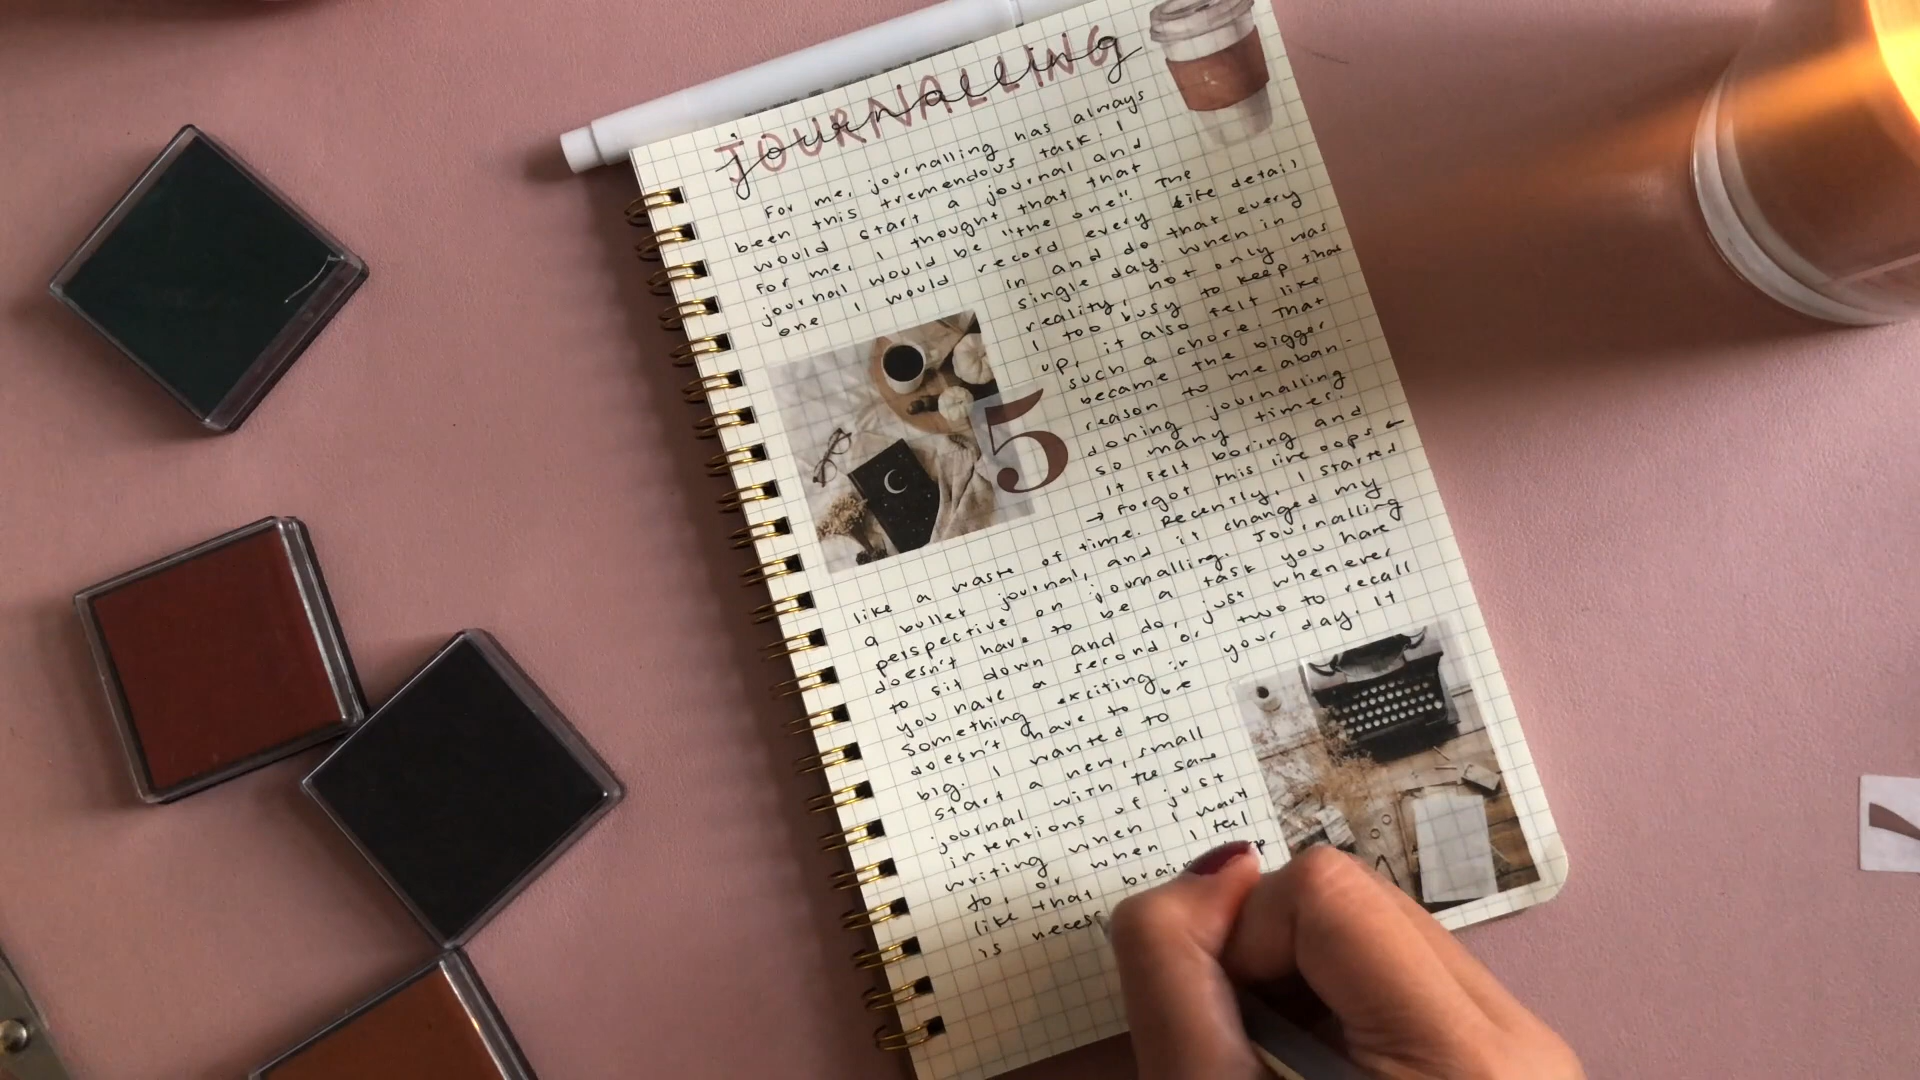 JOURNALLING
journalling
For me, journalling has always
been this tremendous task. I
would start a journal and
for me, I thought that that
journal would be "the one". The
one I would record every life detail
in and do that every
single day. When in
reality, not only was
I too busy to keep that
up, it also felt like
such a chore. That
became the bigger
reason to me aban-
doning journalling
so many times.
It felt boring and
→ Forgot this line oops ←
5
like a waste of time. Recently, I started
a bullet journal, and it changed my
perspective on journalling. Journalling
doesn't have to be a task you have
to sit down and do, just whenever
you have a second or two to recall
something exciting in your day. It
doesn't have to be
big. I wanted to
start a new, small
journal with the same
intentions of just
writing when I want
to, or when I feel
like that brain
is necess